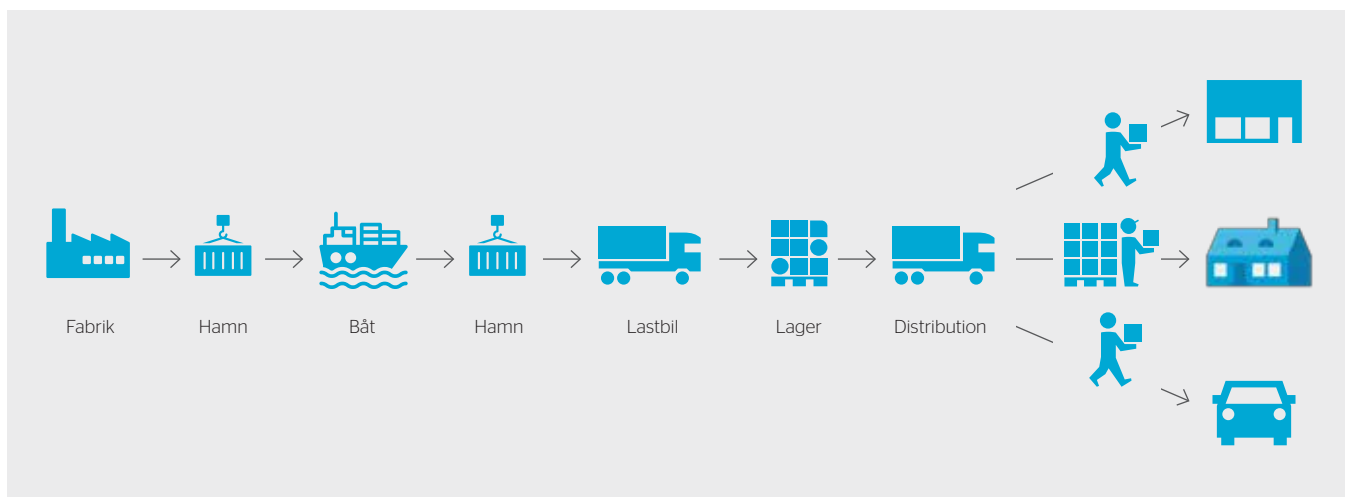 Fabrik
Hamn
Båt
Hamn
Lastbil
Lager
Distribution